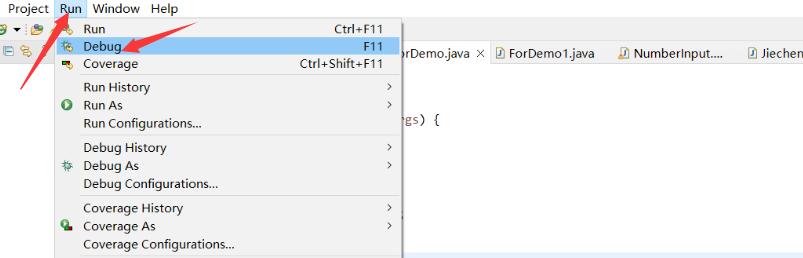 Project Run Window Help
Run Ctrl+F11
Debug F11
orDemo.java ForDemo1.java NumberInput.... Jiechen
Coverage Ctrl+Shift+F11
Run History
Run As
rgs) {
Run Configurations...
Debug History
Debug As
Debug Configurations...
Coverage History
Coverage As
Coverage Configurations...